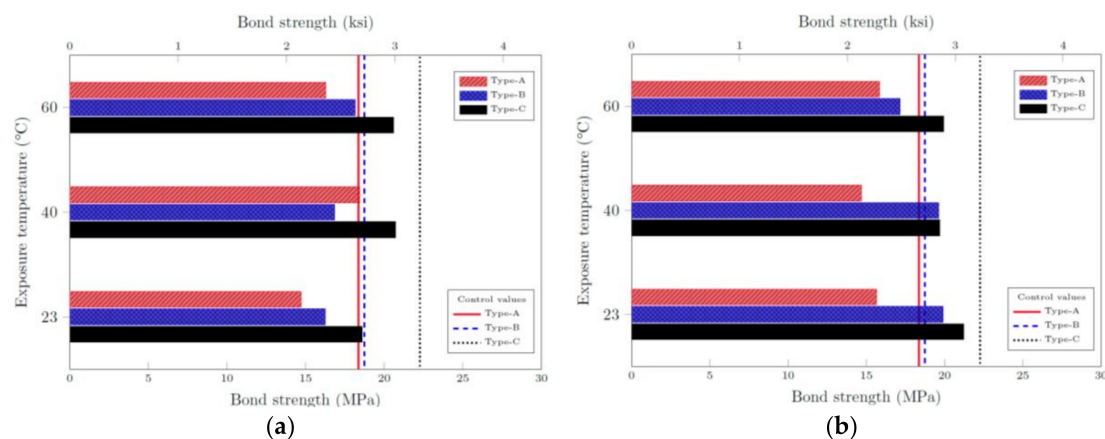 Bond strength (ksi)
0 1 2 3 4
Type-A
Type-B
Type-C
60
40
23
Exposure temperature (°C)
Control values
Type-A
Type-B
Type-C
0 5 10 15 20 25 30
Bond strength (MPa)
(a)
Bond strength (ksi)
0 1 2 3 4
Type-A
Type-B
Type-C
60
40
23
Exposure temperature (°C)
Control values
Type-A
Type-B
Type-C
0 5 10 15 20 25 30
Bond strength (MPa)
(b)